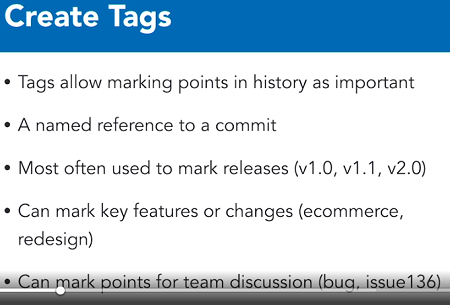 Create Tags
• Tags allow marking points in history as important
• A named reference to a commit
• Most often used to mark releases (v1.0, v1.1, v2.0)
• Can mark key features or changes (ecommerce,
redesign)
• Can mark points for team discussion (bug, issue136)